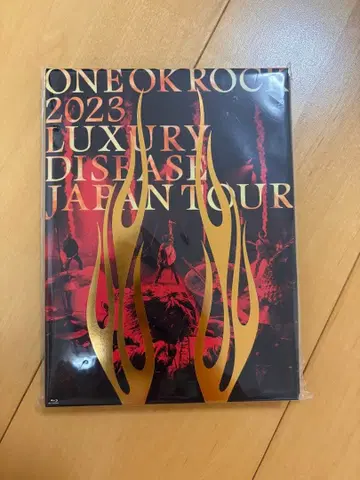 ONE OK ROCK
2023
LUXURY
DISEASE
JAPAN TOUR